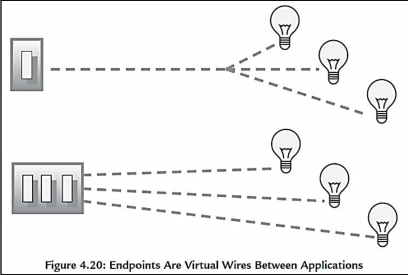 Figure 4.20: Endpoints Are Virtual Wires Between Applications